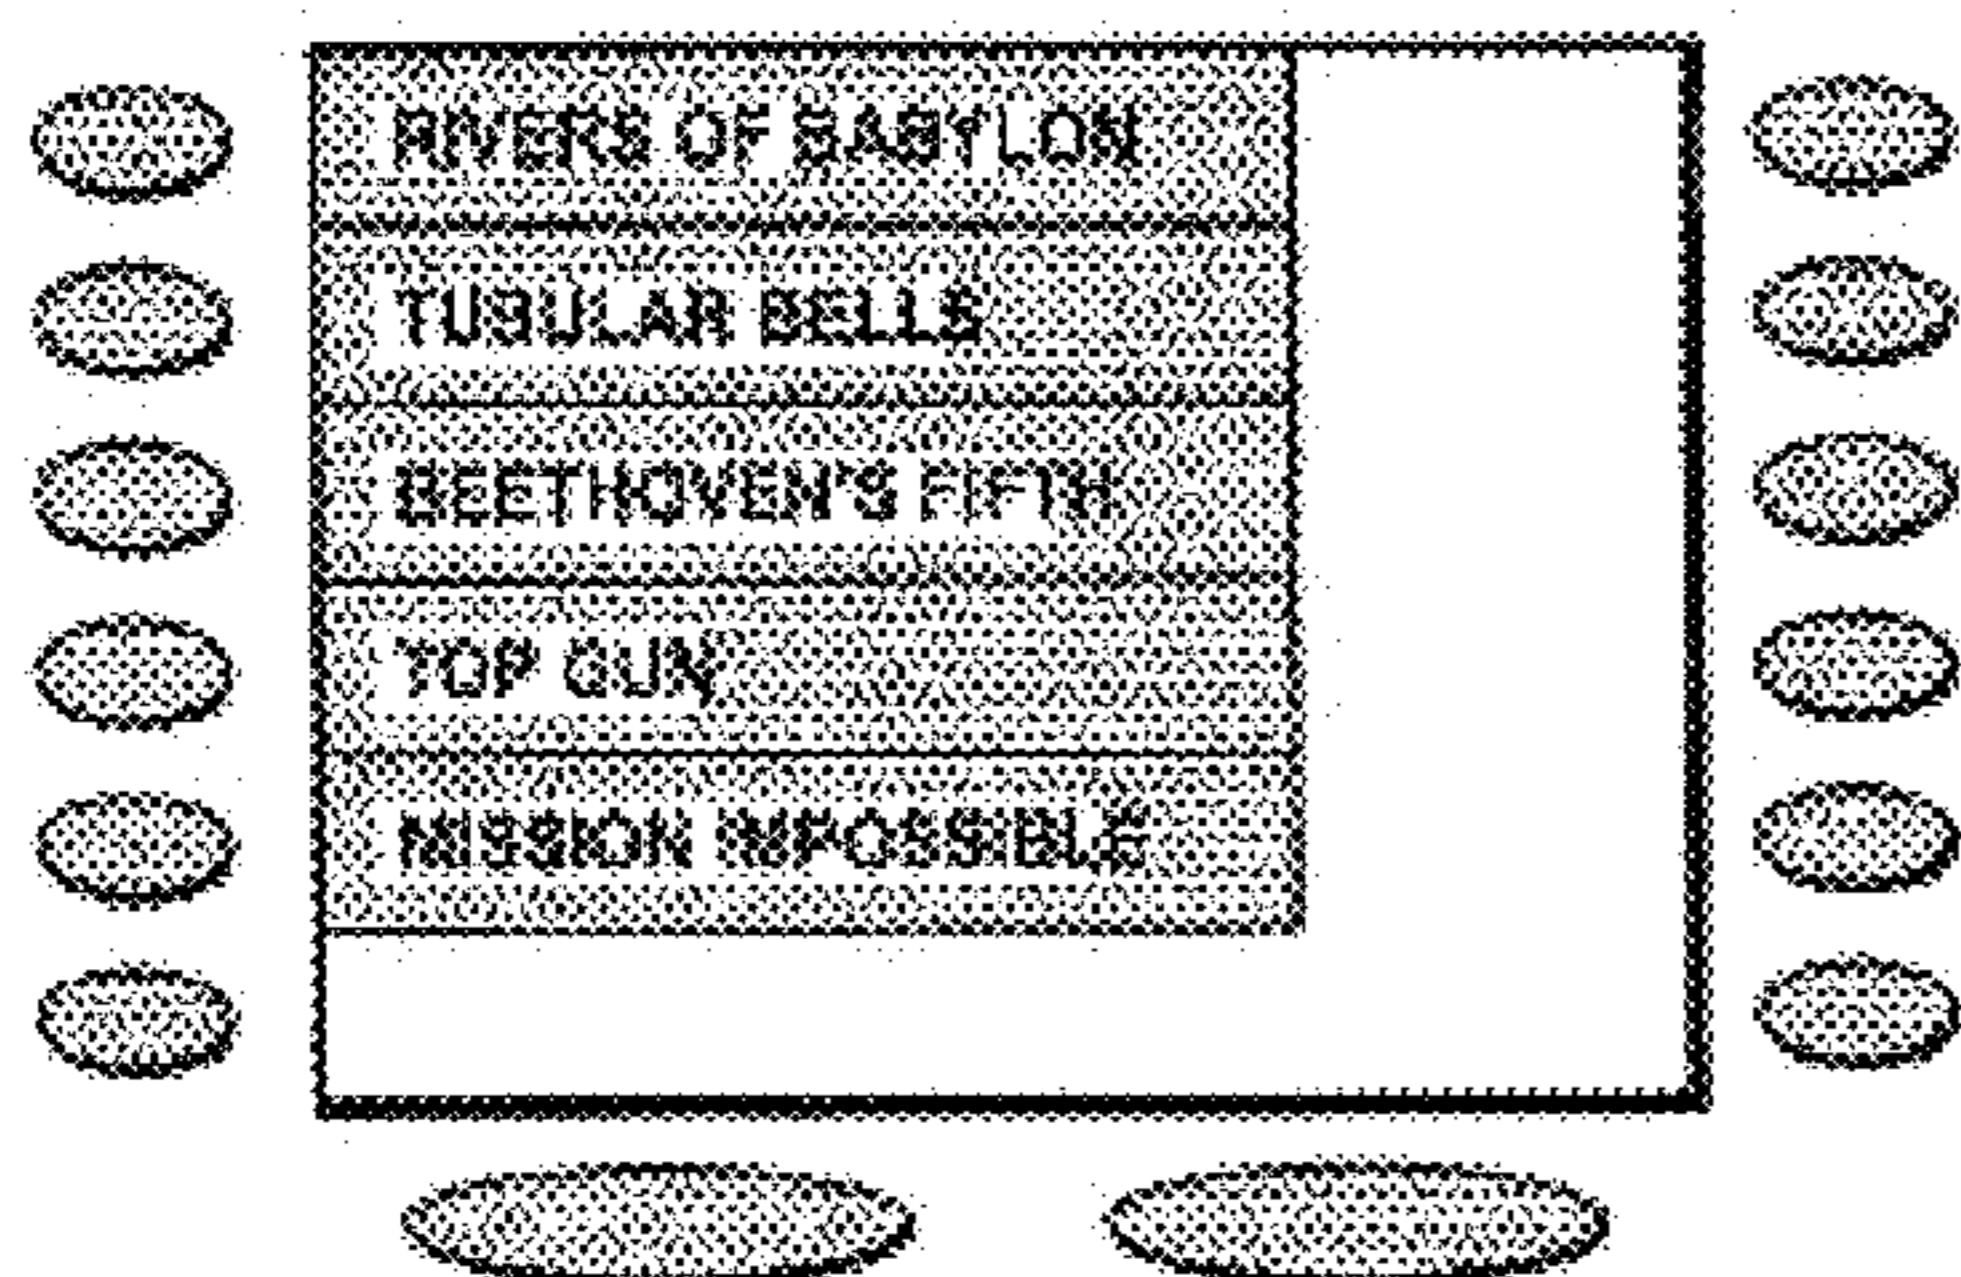 RIVERS OF BABYLON
TUBULAR BELLS
BEETHOVEN'S FIFTH
TOP GUN
MISSION IMPOSSIBLE